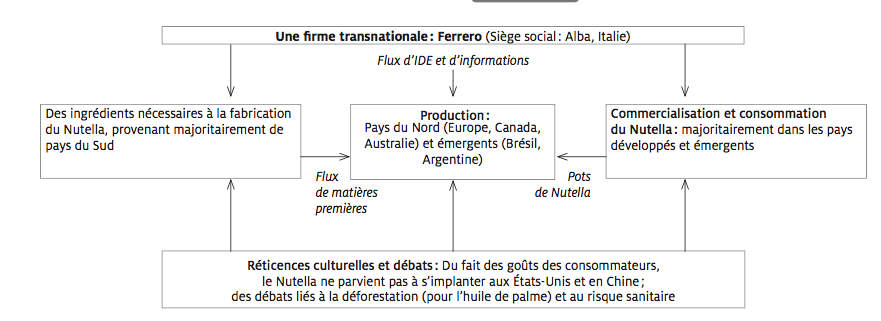 Une firme transnationale : Ferrero (Siège social : Alba, Italie)
Flux d’IDE et d’informations
Des ingrédients nécessaires à la fabrication
du Nutella, provenant majoritairement de
pays du Sud
Flux
de matières
premières
Production :
Pays du Nord (Europe, Canada,
Australie) et émergents (Brésil,
Argentine)
Pots
de Nutella
Commercialisation et consommation
du Nutella : majoritairement dans les pays
développés et émergents
Réticences culturelles et débats : Du fait des goûts des consommateurs,
le Nutella ne parvient pas à s’implanter aux États-Unis et en Chine ;
des débats liés à la déforestation (pour l’huile de palme) et au risque sanitaire